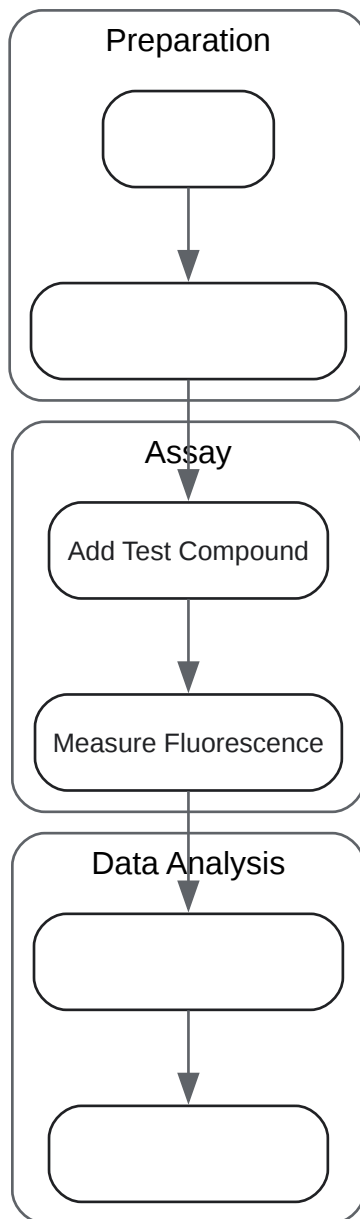 Preparation
Assay
Add Test Compound
Measure Fluorescence
Data Analysis